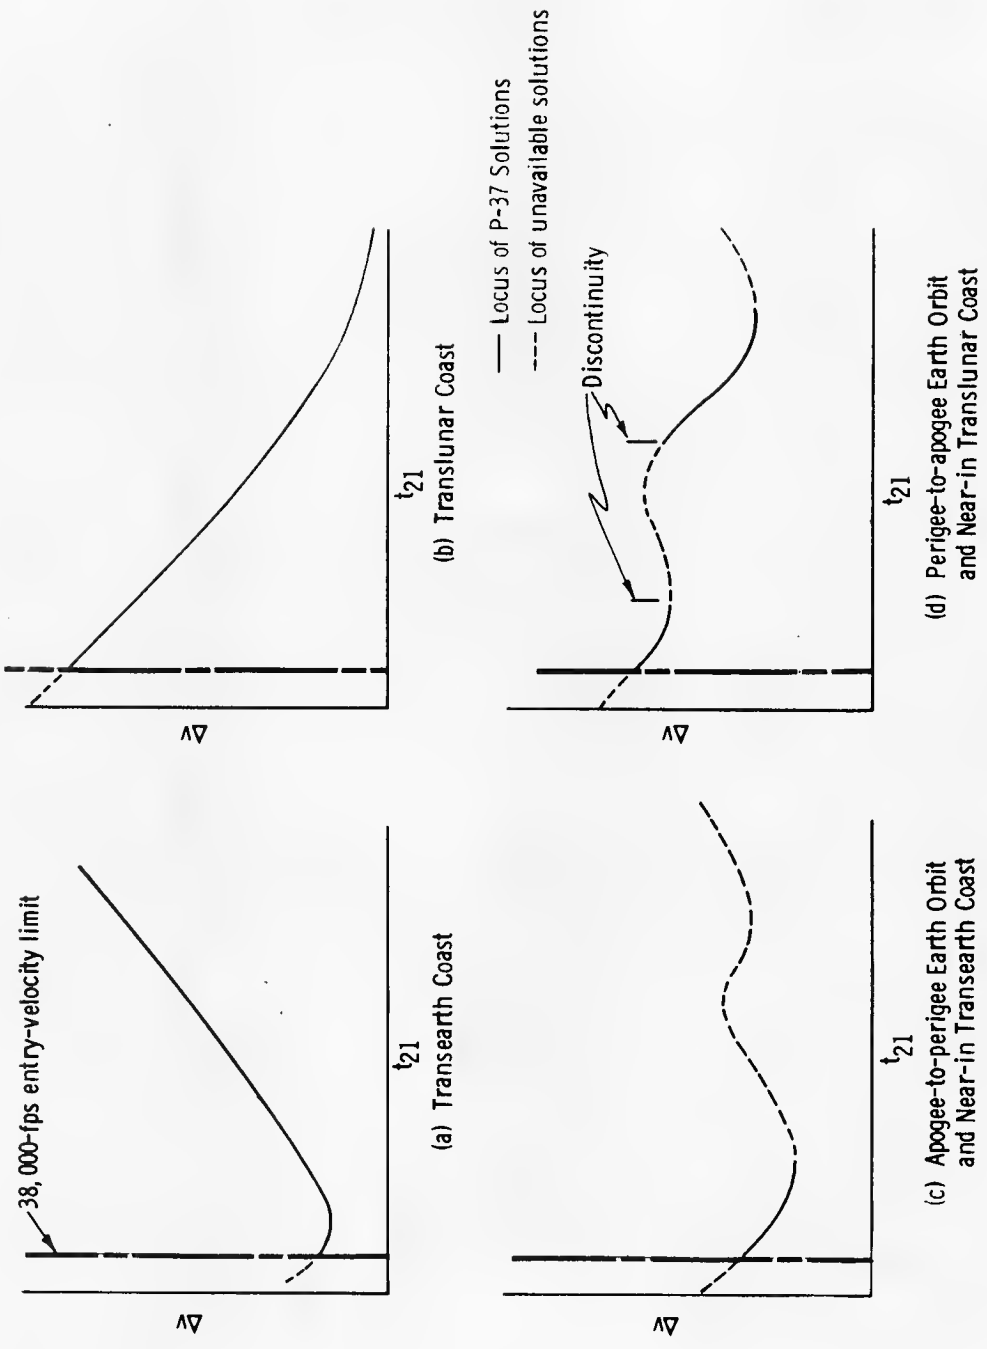 38,000-fps entry-velocity limit
Δv
t21
(a) Transearth Coast
Δv
t21
(b) Translunar Coast
Locus of P-37 Solutions
Locus of unavailable solutions
Δv
t21
(c) Apogee-to-perigee Earth Orbit
and Near-in Transearth Coast
Discontinuity
Δv
t21
(d) Perigee-to-apogee Earth Orbit
and Near-in Translunar Coast